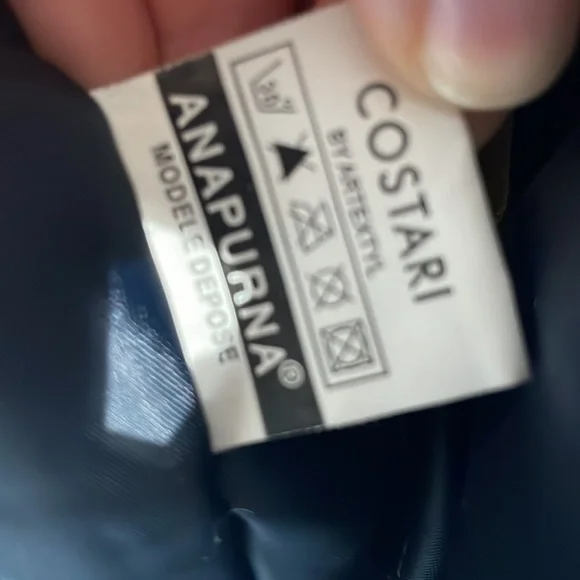 COSTARI
BY ARTEXTYL
ANAPURNA®
MODELE DEPOSE